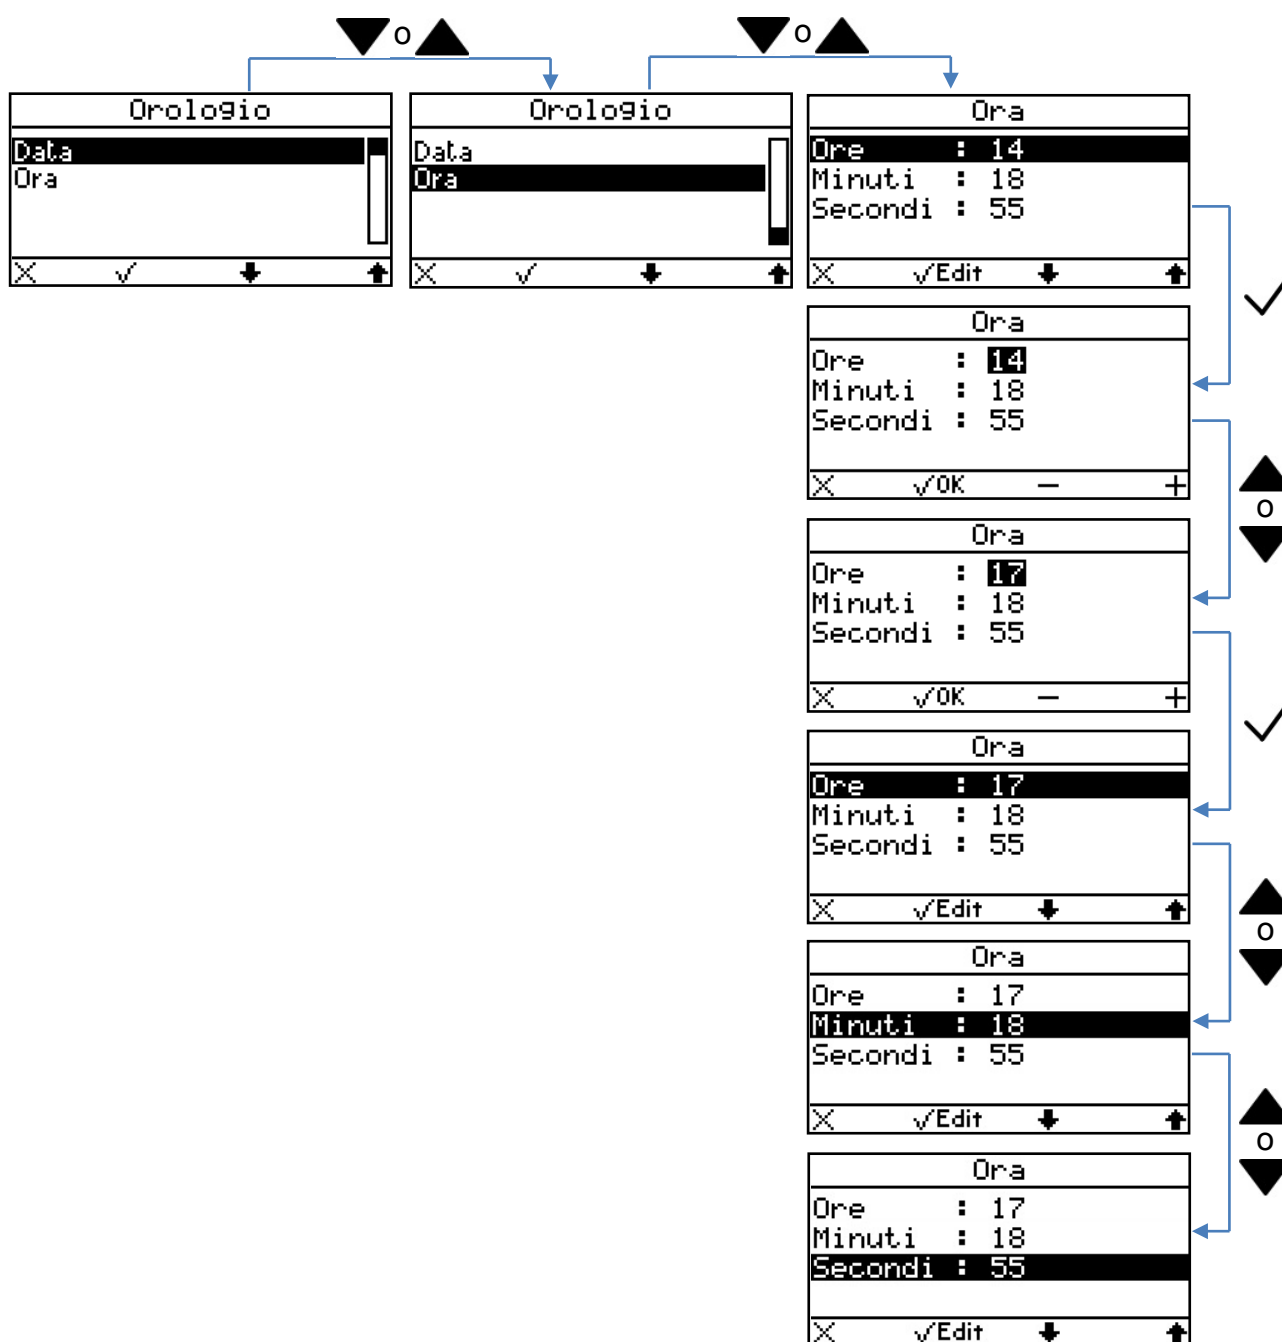 o
o
Orologio
Data
Ora
Orologio
Data
Ora
Ora
Ore : 14
Minuti : 18
Secondi : 55
Edit
Ora
Ore : 14
Minuti : 18
Secondi : 55
OK − +
o
Ora
Ore : 17
Minuti : 18
Secondi : 55
OK − +
Ora
Ore : 17
Minuti : 18
Secondi : 55
Edit
o
Ora
Ore : 17
Minuti : 18
Secondi : 55
Edit
o
Ora
Ore : 17
Minuti : 18
Secondi : 55
Edit